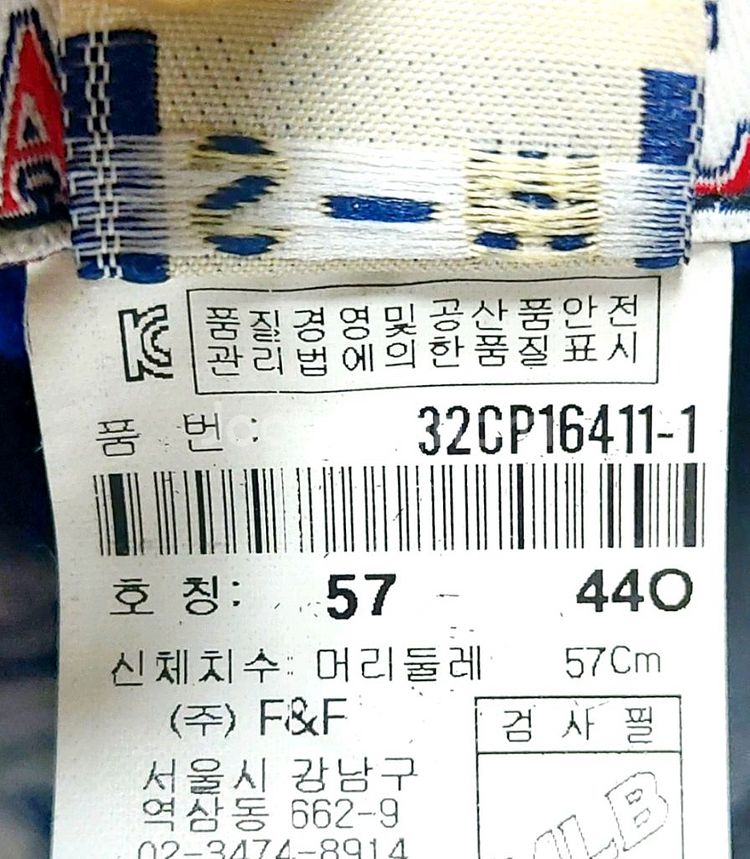 품질경영및공산품안전
관리법에의한품질표시
품 번: 32CP16411-1
호 칭: 57 440
신체치수: 머리둘레 57Cm
(주) F&F
검 사 필
서울시 강남구
역삼동 662-9
MLB
02-3474-8914